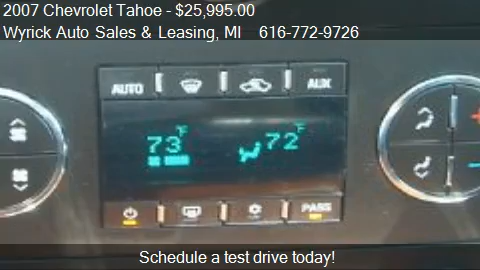 2007 Chevrolet Tahoe - $25,995.00
Wyrick Auto Sales & Leasing, MI 616-772-9726
AUTO AUX
73°F 72°F
PASS
Schedule a test drive today!